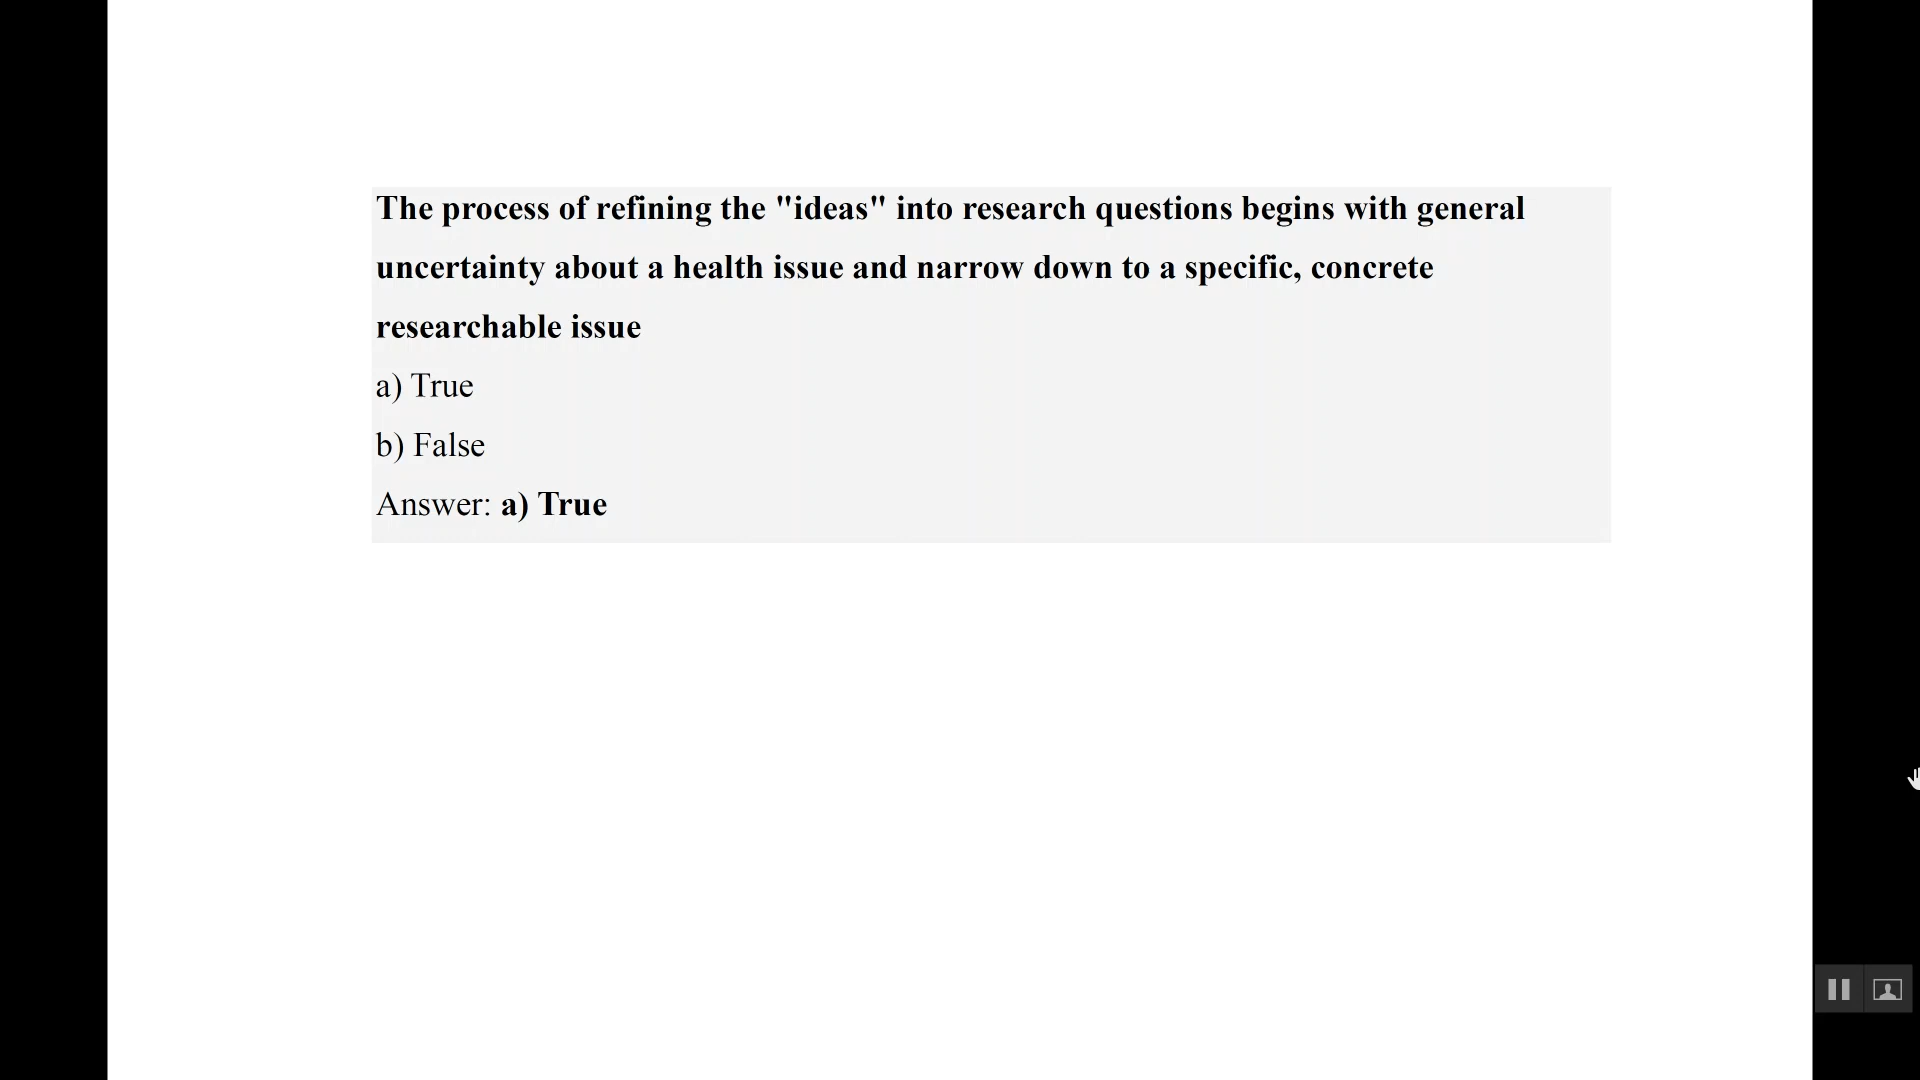 The process of refining the "ideas" into research questions begins with general
uncertainty about a health issue and narrow down to a specific, concrete
researchable issue
a) True
b) False
Answer: a) True